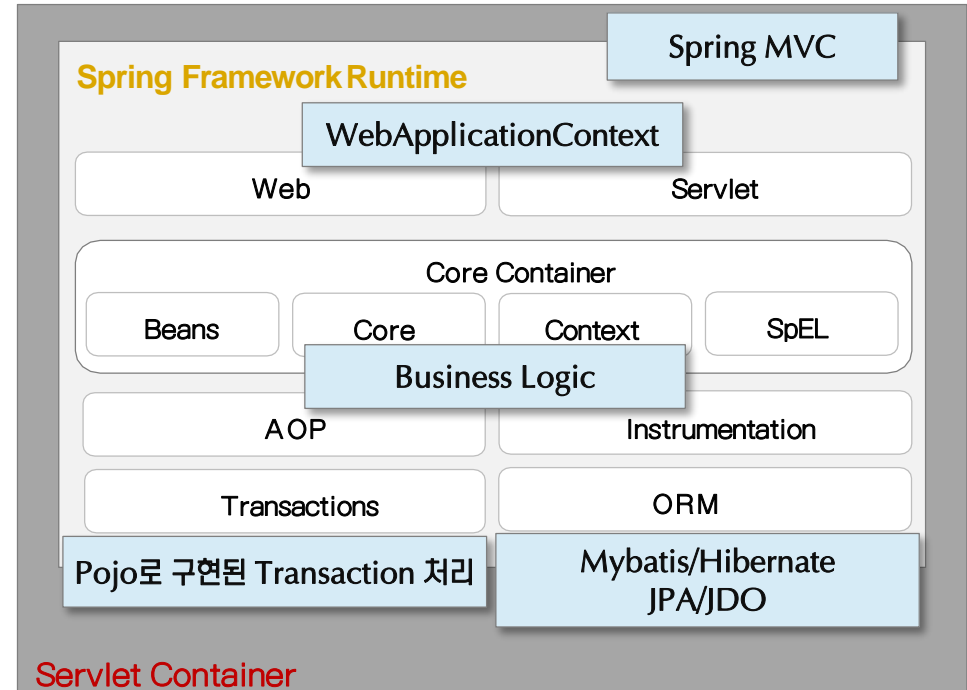 Spring MVC
Spring Framework Runtime
WebApplicationContext
Web
Servlet
Core Container
Beans
Core
Context
SpEL
Business Logic
AOP
Instrumentation
Transactions
ORM
Pojo로 구현된 Transaction 처리
Mybatis/Hibernate
JPA/JDO
Servlet Container